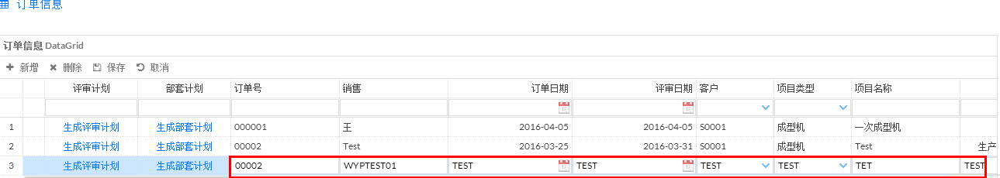 订单信息
订单信息 DataGrid
新增 删除 保存 取消
评审计划 部套计划 订单号 销售 订单日期 评审日期 客户 项目类型 项目名称
1 生成评审计划 生成部套计划 000001 王 2016-04-05 2016-04-05 S0001 成型机 一次成型机
2 生成评审计划 生成部套计划 00002 Test 2016-03-25 2016-03-31 S0001 成型机 Test 生产
3 生成评审计划 生成部套计划 00002 WYPTEST01 TEST TEST TEST TEST TET TEST